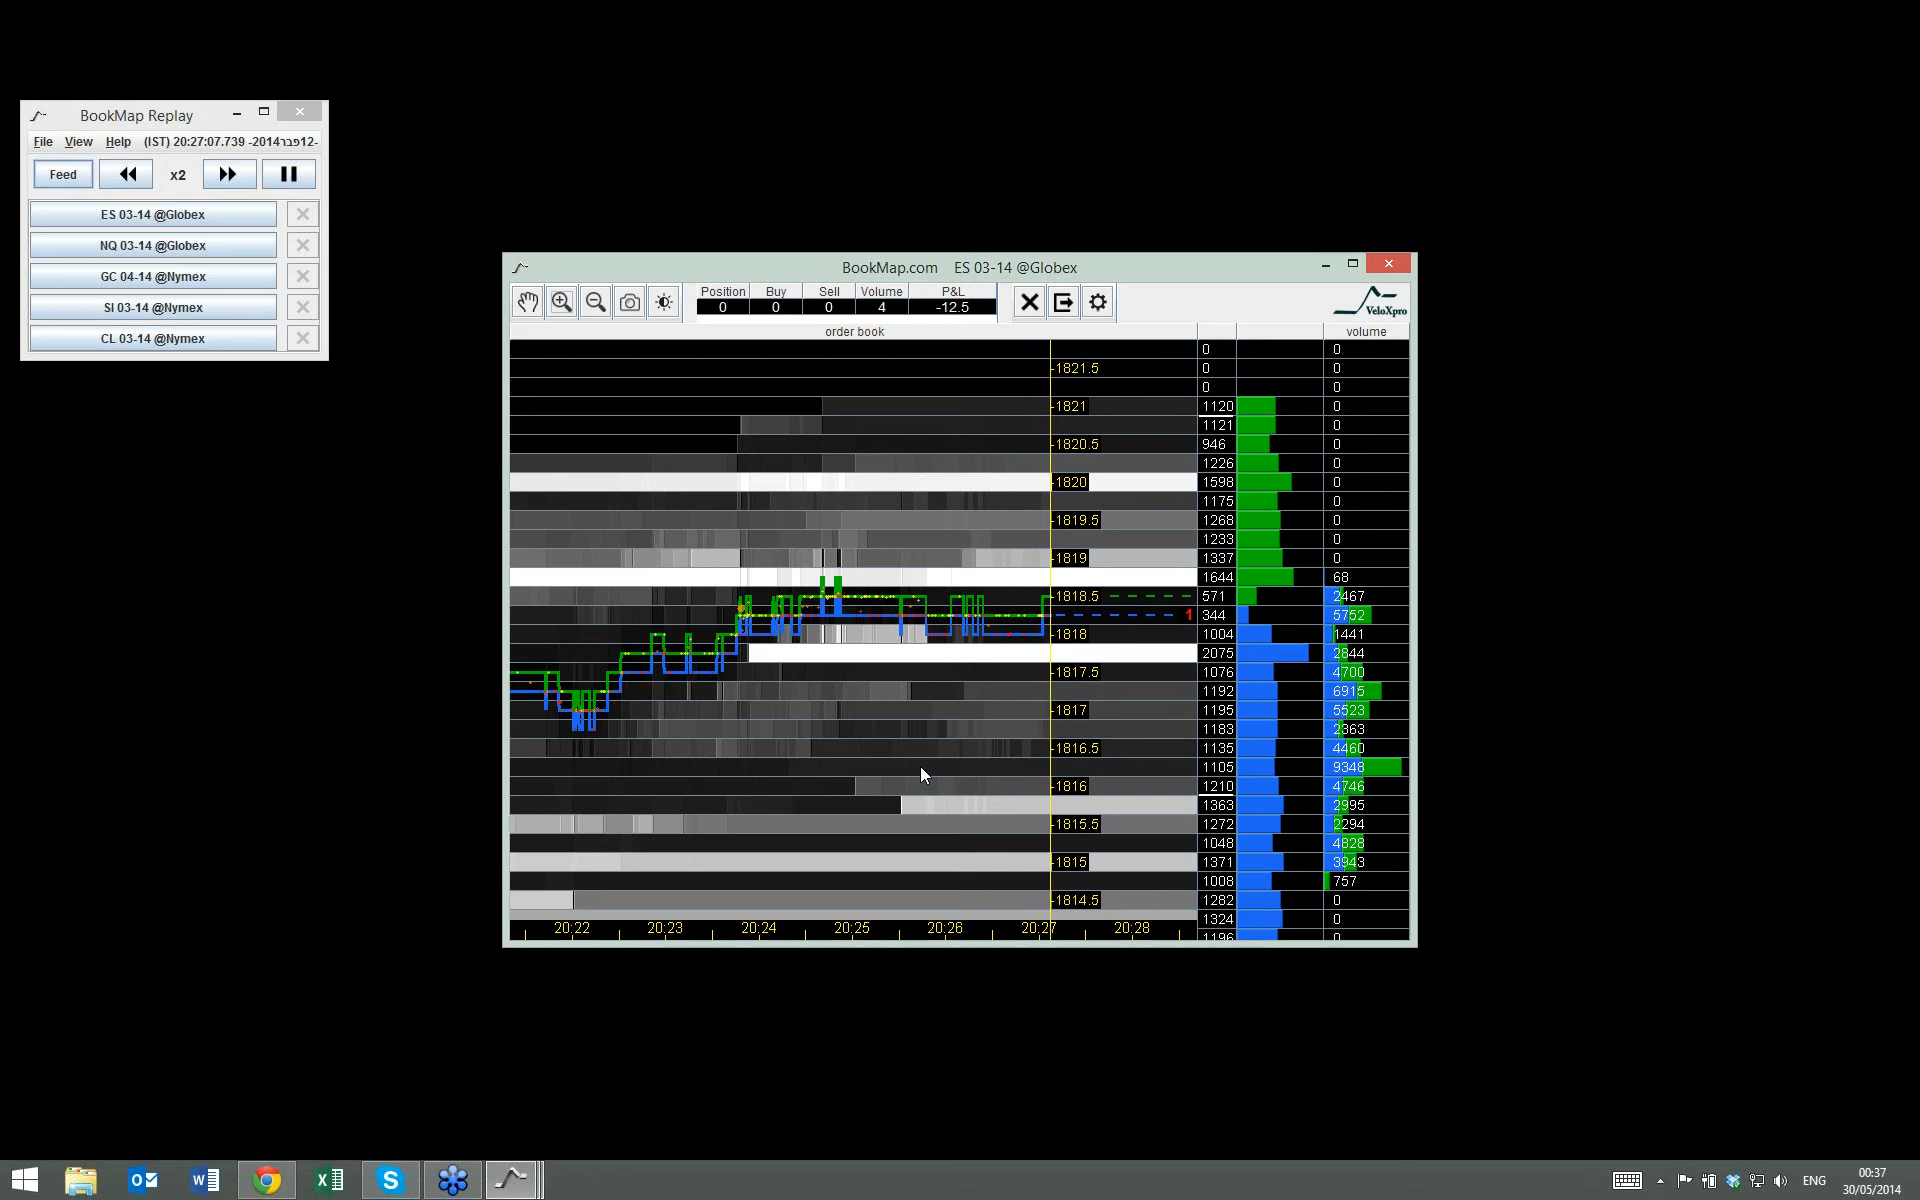 BookMap Replay
File View Help (IST) 20:27:07.739 -2014פבר12-
Feed x2
ES 03-14 @Globex
NQ 03-14 @Globex
GC 04-14 @Nymex
SI 03-14 @Nymex
CL 03-14 @Nymex
BookMap.com ES 03-14 @Globex
Position Buy Sell Volume P&L
0 0 0 4 -12.5
VeloXpro
order book volume
0 0
1821.5 0 0
0 0
1821 1120 0
1121 0
1820.5 946 0
1226 0
1820 1598 0
1175 0
1819.5 1268 0
1233 0
1819 1337 0
1644 68
1818.5 571 2467
1 344 5752
1818 1004 1441
2075 2844
1817.5 1076 4700
1192 6915
1817 1195 5523
1183 2363
1816.5 1135 4460
1105 9348
1816 1210 4746
1363 2995
1815.5 1272 2294
1048 4828
1815 1371 3943
1008 757
1814.5 1282 0
1324 0
1196 0
20:22 20:23 20:24 20:25 20:26 20:27 20:28
ENG
00:37
30/05/2014